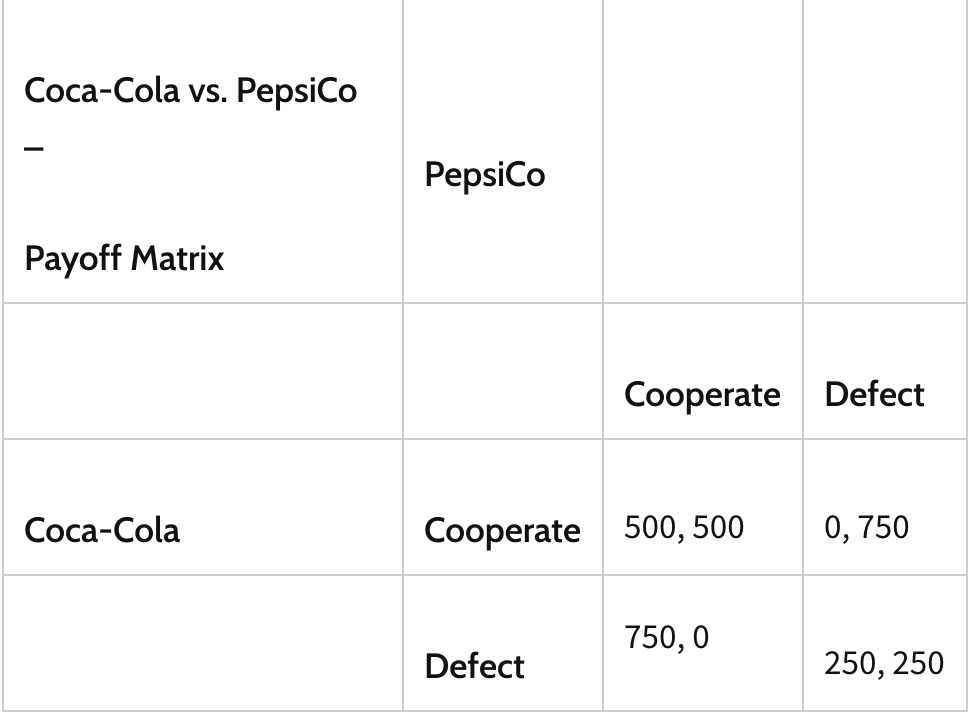 Coca-Cola vs. PepsiCo
–
Payoff Matrix
PepsiCo
Cooperate Defect
Coca-Cola Cooperate 500, 500 0, 750
Defect 750, 0 250, 250